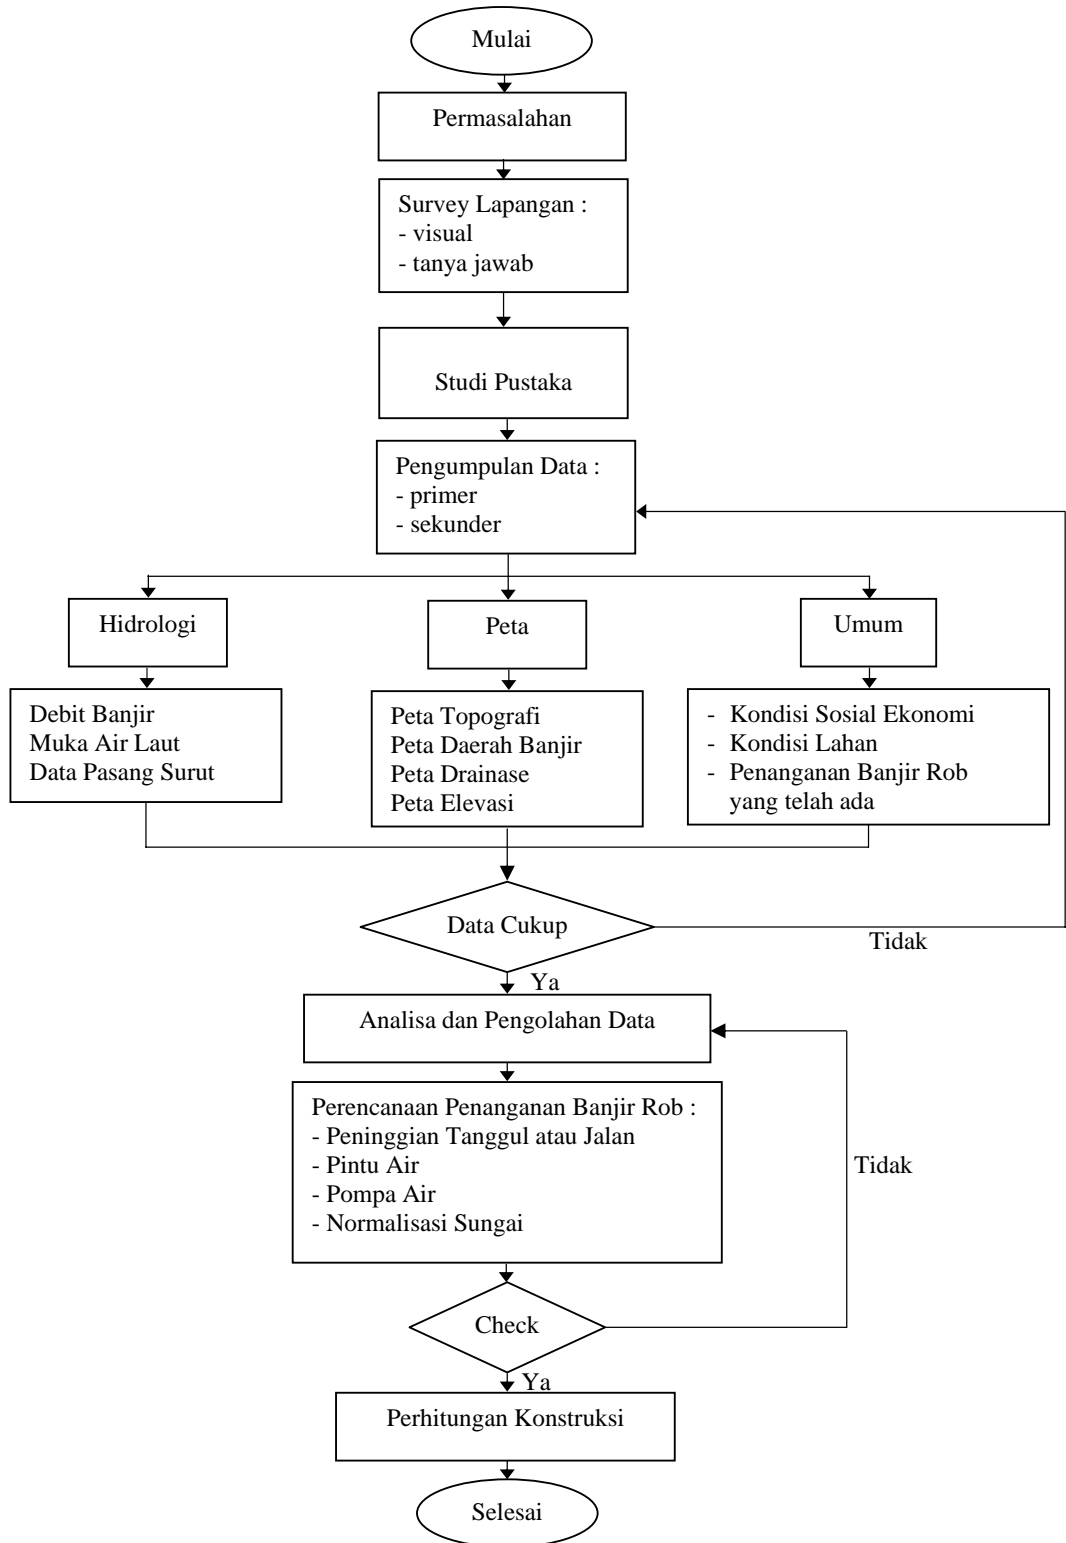 Mulai
Permasalahan
Survey Lapangan :
- visual
- tanya jawab
Studi Pustaka
Pengumpulan Data :
- primer
- sekunder
Hidrologi
Peta
Umum
Debit Banjir
Muka Air Laut
Data Pasang Surut
Peta Topografi
Peta Daerah Banjir
Peta Drainase
Peta Elevasi
- Kondisi Sosial Ekonomi
- Kondisi Lahan
- Penanganan Banjir Rob
yang telah ada
Data Cukup
Tidak
Ya
Analisa dan Pengolahan Data
Perencanaan Penanganan Banjir Rob :
- Peninggian Tanggul atau Jalan
- Pintu Air
- Pompa Air
- Normalisasi Sungai
Tidak
Check
Ya
Perhitungan Konstruksi
Selesai